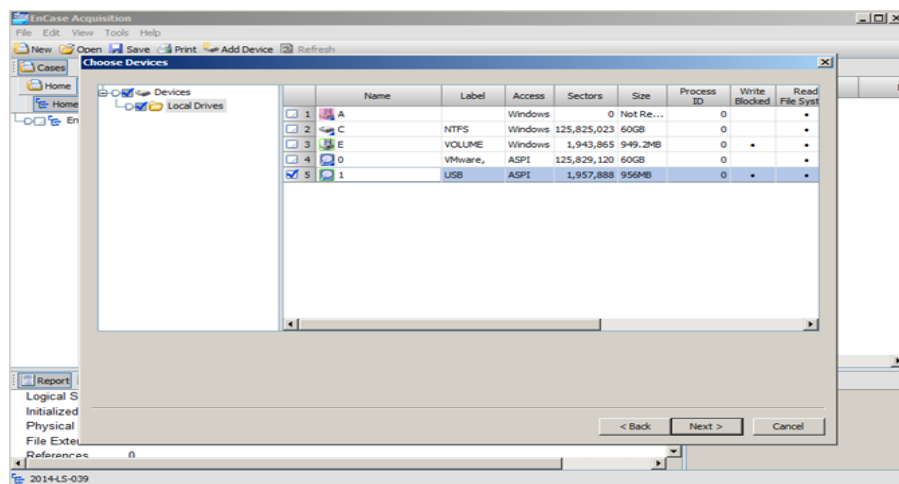 EnCase Acquisition
File Edit View Tools Help
New Open Save Print Add Device Refresh
Cases
Choose Devices
Home
Home
En
Devices
Local Drives
Name Label Access Sectors Size Process ID Write Blocked Read File Syst
1 A Windows 0 Not Re... 0
2 C NTFS Windows 125,825,023 60GB 0
3 E VOLUME Windows 1,943,865 949.2MB 0
4 0 VMware, ASPI 125,829,120 60GB 0
5 1 USB ASPI 1,957,888 956MB 0
Report
Logical S
Initialized
Physical
File Exte
References 0
< Back Next > Cancel
2014-LS-039